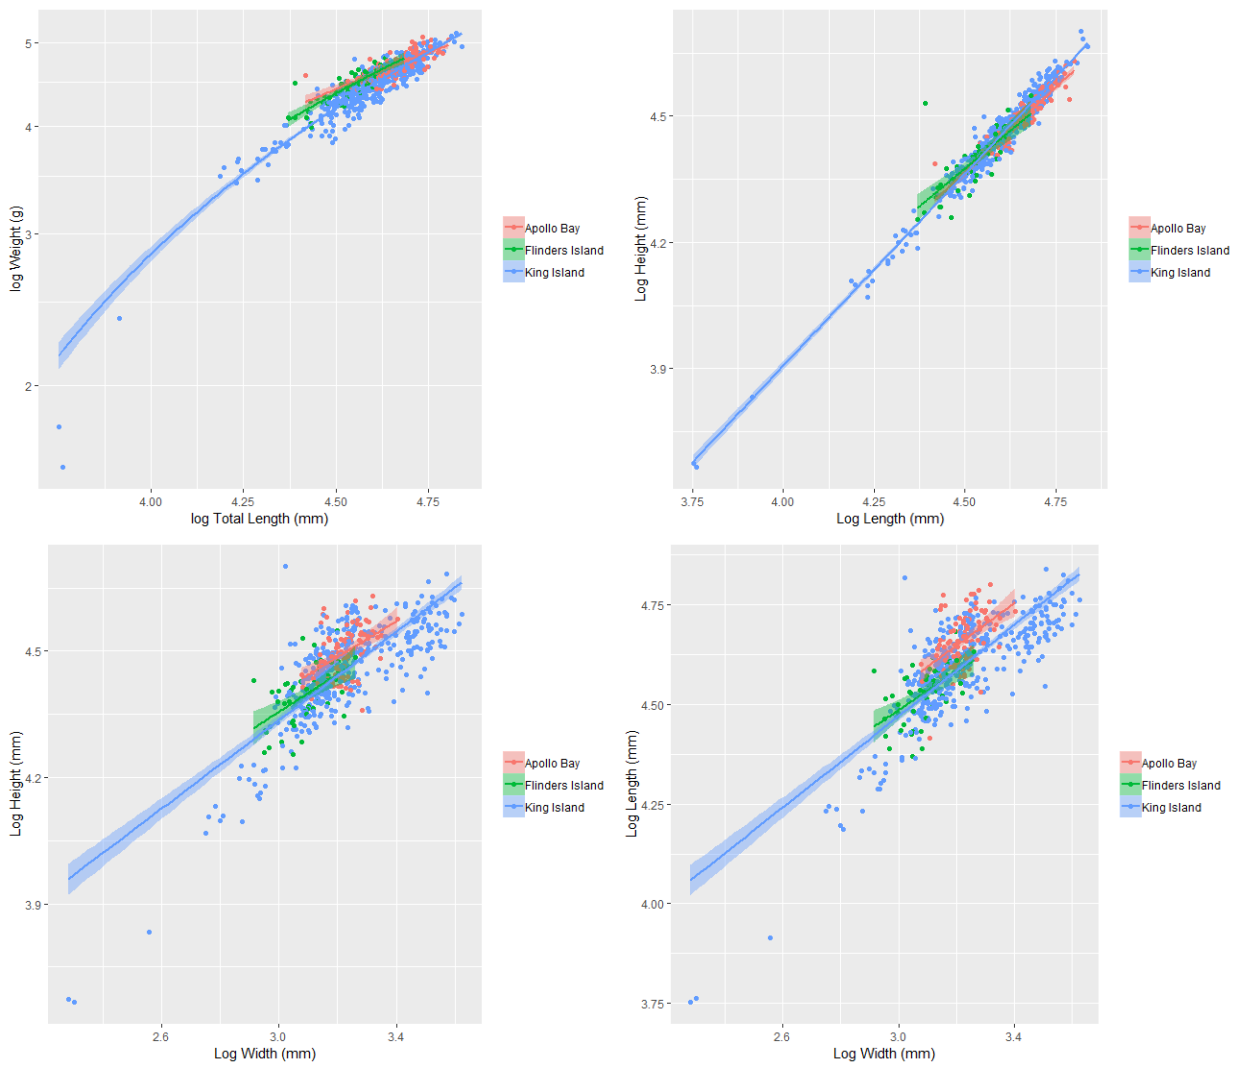 5
4
3
2
log Weight (g)
4.00
4.25
4.50
4.75
log Total Length (mm)
Apollo Bay
Flinders Island
King Island
4.5
4.2
3.9
Log Height (mm)
3.75
4.00
4.25
4.50
4.75
Log Length (mm)
Apollo Bay
Flinders Island
King Island
4.5
4.2
3.9
Log Height (mm)
2.6
3.0
3.4
Log Width (mm)
Apollo Bay
Flinders Island
King Island
4.75
4.50
4.25
4.00
3.75
Log Length (mm)
2.6
3.0
3.4
Log Width (mm)
Apollo Bay
Flinders Island
King Island